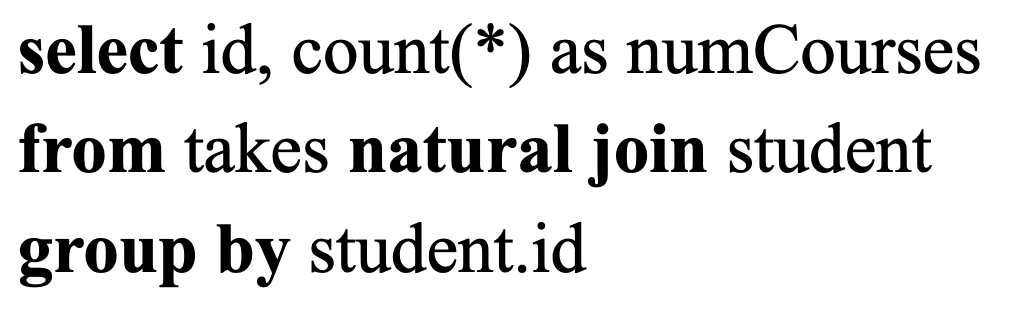 select id, count(*) as numCourses
from takes natural join student
group by student.id